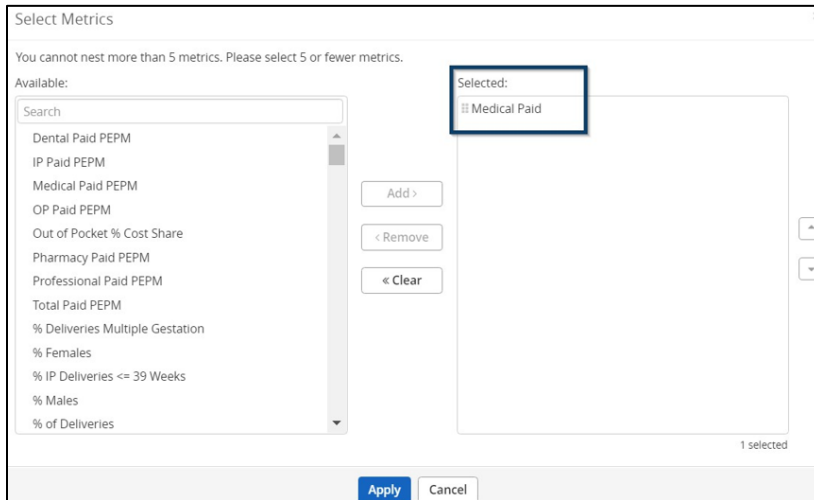 Select Metrics
You cannot nest more than 5 metrics. Please select 5 or fewer metrics.
Available:
Search
Dental Paid PEPM
IP Paid PEPM
Medical Paid PEPM
OP Paid PEPM
Out of Pocket % Cost Share
Pharmacy Paid PEPM
Professional Paid PEPM
Total Paid PEPM
% Deliveries Multiple Gestation
% Females
% IP Deliveries <= 39 Weeks
% Males
% of Deliveries
Add >
< Remove
« Clear
Selected:
Medical Paid
1 selected
Apply
Cancel